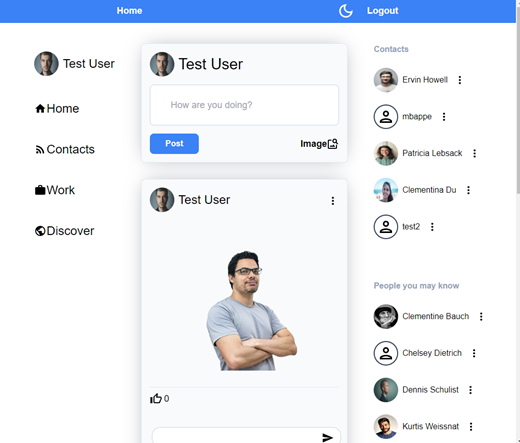 Home
Logout
Test User
Home
Contacts
Work
Discover
Test User
How are you doing?
Post
Image
Test User
0
Contacts
Ervin Howell
mbappe
Patricia Lebsack
Clementina Du
test2
People you may know
Clementine Bauch
Chelsey Dietrich
Dennis Schulist
Kurtis Weissnat